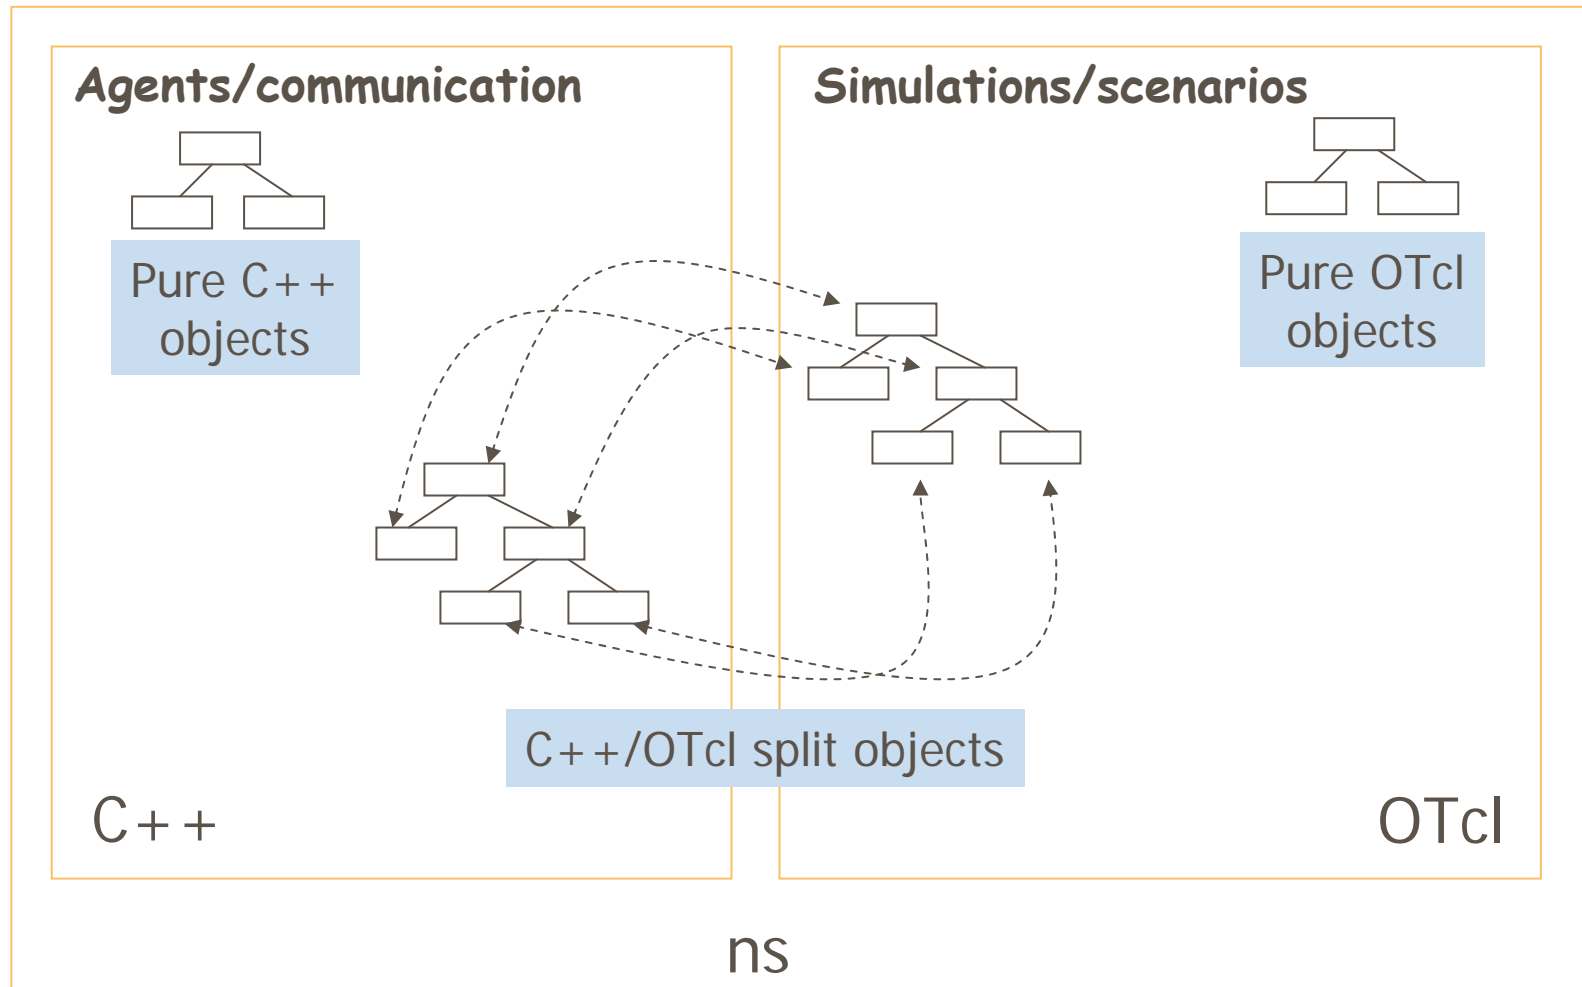 Agents/communication
Pure C++
objects
Simulations/scenarios
Pure OTcl
objects
C++/OTcl split objects
C++
OTcl
ns